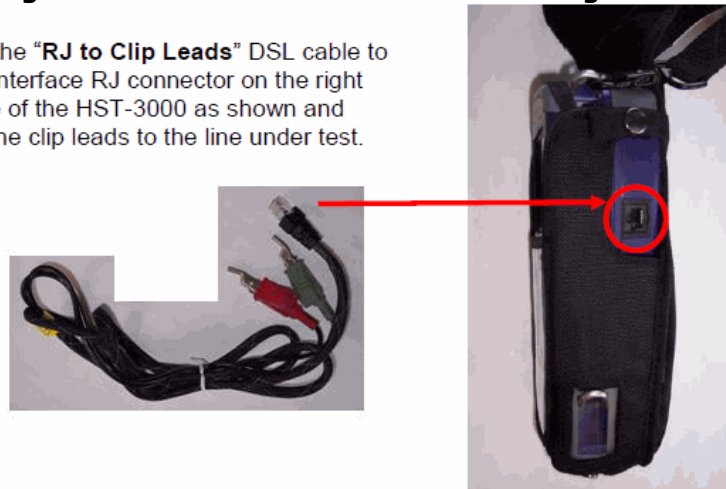 he “RJ to Clip Leads” DSL cable to
nterface RJ connector on the right
of the HST-3000 as shown and
he clip leads to the line under test.